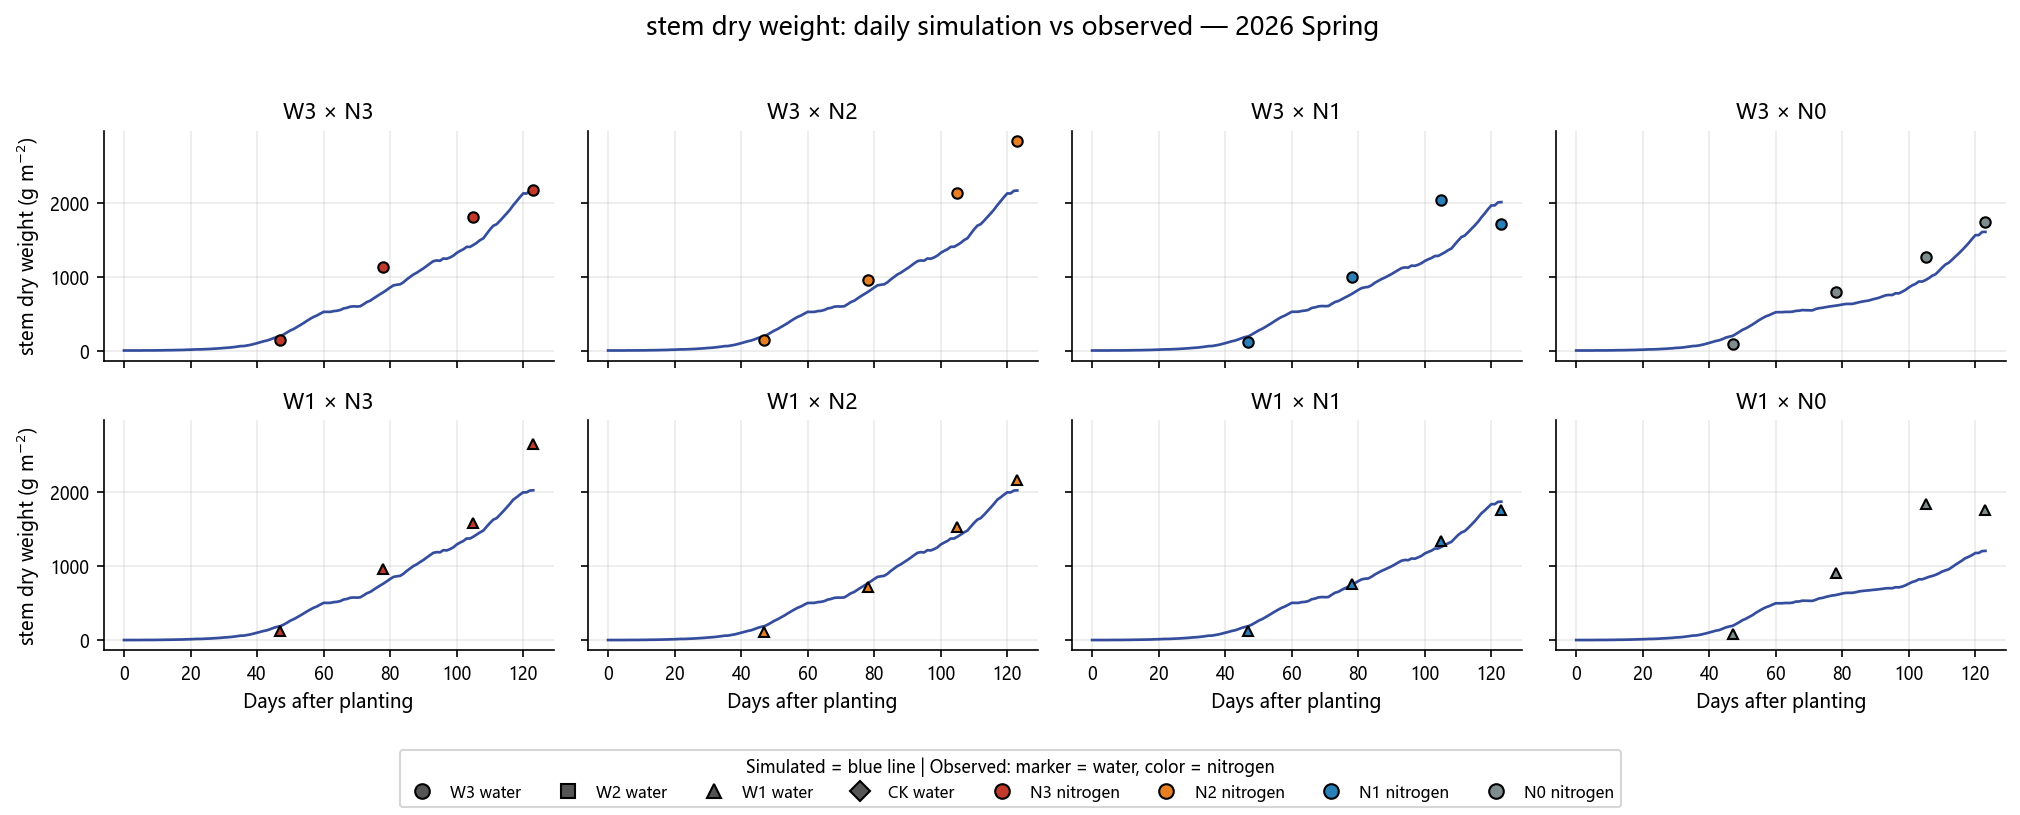 stem dry weight: daily simulation vs observed — 2026 Spring
W3 × N3
W3 × N2
W3 × N1
W3 × N0
stem dry weight (g m⁻²)
2000
1000
0
W1 × N3
W1 × N2
W1 × N1
W1 × N0
stem dry weight (g m⁻²)
2000
1000
0
0 20 40 60 80 100 120
0 20 40 60 80 100 120
0 20 40 60 80 100 120
0 20 40 60 80 100 120
Days after planting
Days after planting
Days after planting
Days after planting
Simulated = blue line | Observed: marker = water, color = nitrogen
W3 water W2 water W1 water CK water N3 nitrogen N2 nitrogen N1 nitrogen N0 nitrogen